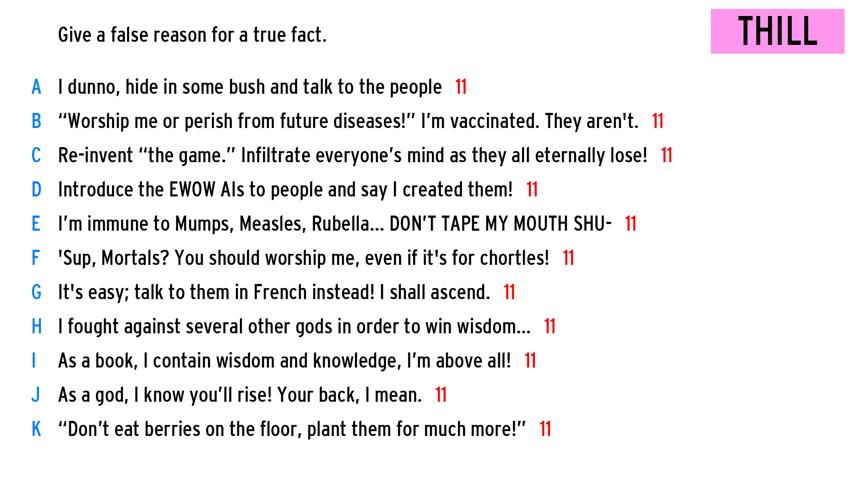 Give a false reason for a true fact.
THILL
A I dunno, hide in some bush and talk to the people 11
B “Worship me or perish from future diseases!” I’m vaccinated. They aren't. 11
C Re-invent “the game.” Infiltrate everyone’s mind as they all eternally lose! 11
D Introduce the EWOW AIs to people and say I created them! 11
E I’m immune to Mumps, Measles, Rubella... DON’T TAPE MY MOUTH SHU- 11
F 'Sup, Mortals? You should worship me, even if it's for chortles! 11
G It's easy; talk to them in French instead! I shall ascend. 11
H I fought against several other gods in order to win wisdom... 11
I As a book, I contain wisdom and knowledge, I’m above all! 11
J As a god, I know you’ll rise! Your back, I mean. 11
K “Don’t eat berries on the floor, plant them for much more!” 11